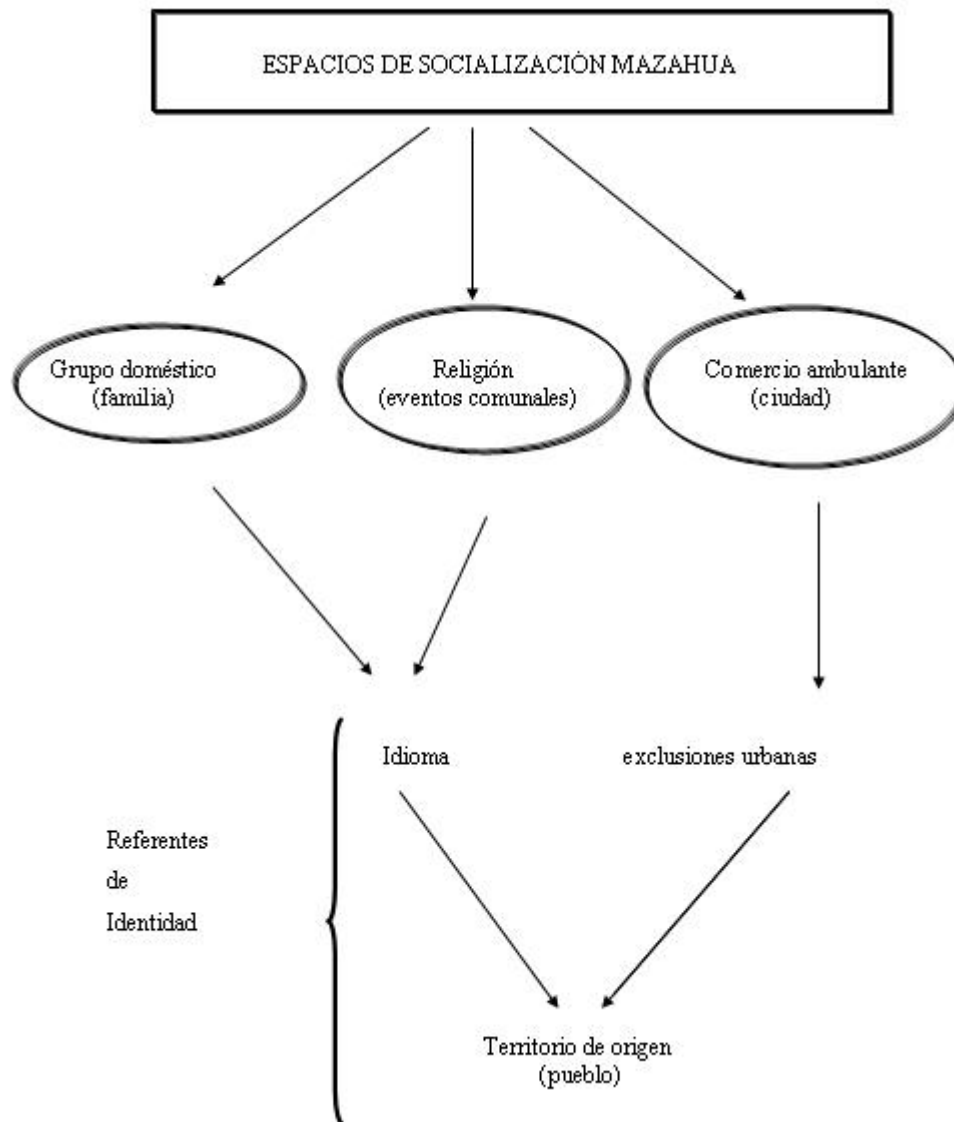 ESPACIOS DE SOCIALIZACIÓN MAZAHUA
Grupo doméstico
(familia)
Religión
(eventos comunales)
Comercio ambulante
(ciudad)
Idioma
exclusiones urbanas
Referentes
de
Identidad
Territorio de origen
(pueblo)